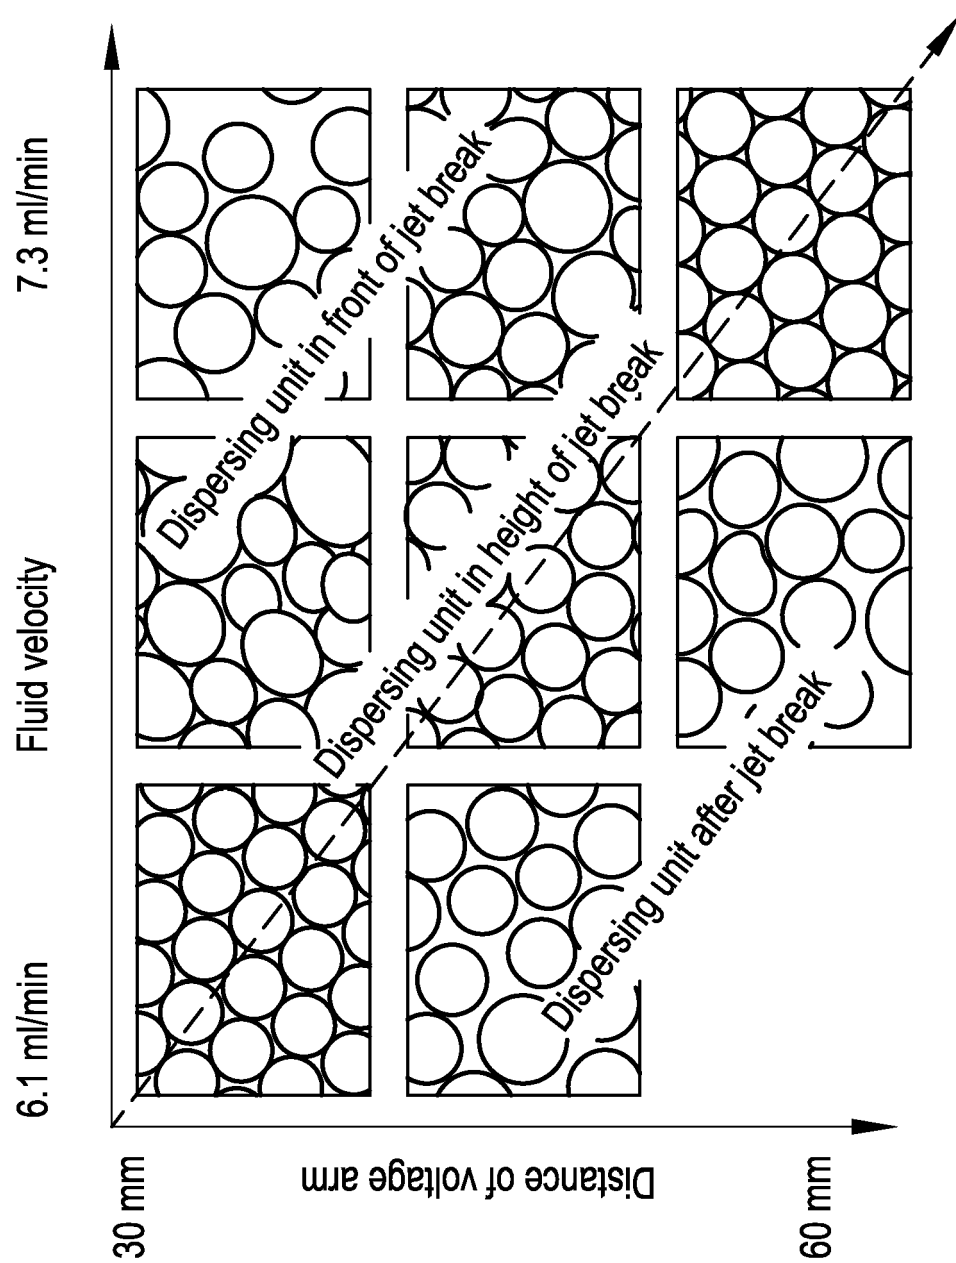 6.1 ml/min
Fluid velocity
7.3 ml/min
30 mm
Distance of voltage arm
60 mm
Dispersing unit in front of jet break
Dispersing unit in height of jet break
Dispersing unit after jet break